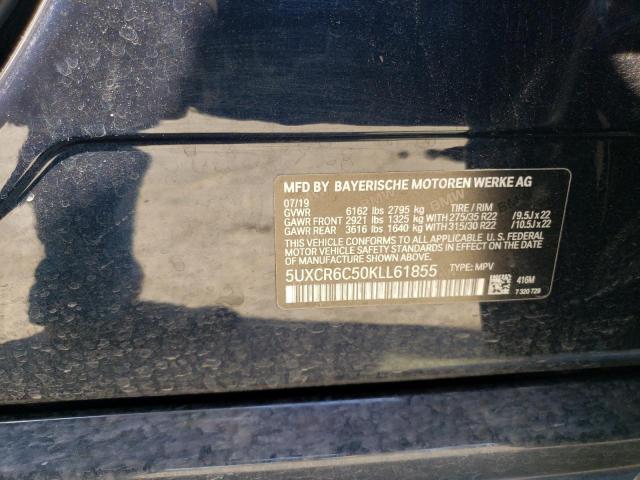 MFD BY BAYERISCHE MOTOREN WERKE AG
07/19
GVWR 6162 lbs 2795 kg TIRE / RIM
GAWR FRONT 2921 lbs 1325 kg WITH 275/35 R22 /9.5J x 22
GAWR REAR 3616 lbs 1640 kg WITH 315/30 R22 /10.5J x 22
THIS VEHICLE CONFORMS TO ALL APPLICABLE U.S. FEDERAL
MOTOR VEHICLE SAFETY STANDARDS IN EFFECT ON THE DATE OF
MANUFACTURE SHOWN ABOVE.
5UXCR6C50KLL61855 TYPE: MPV
416M
7 320 729